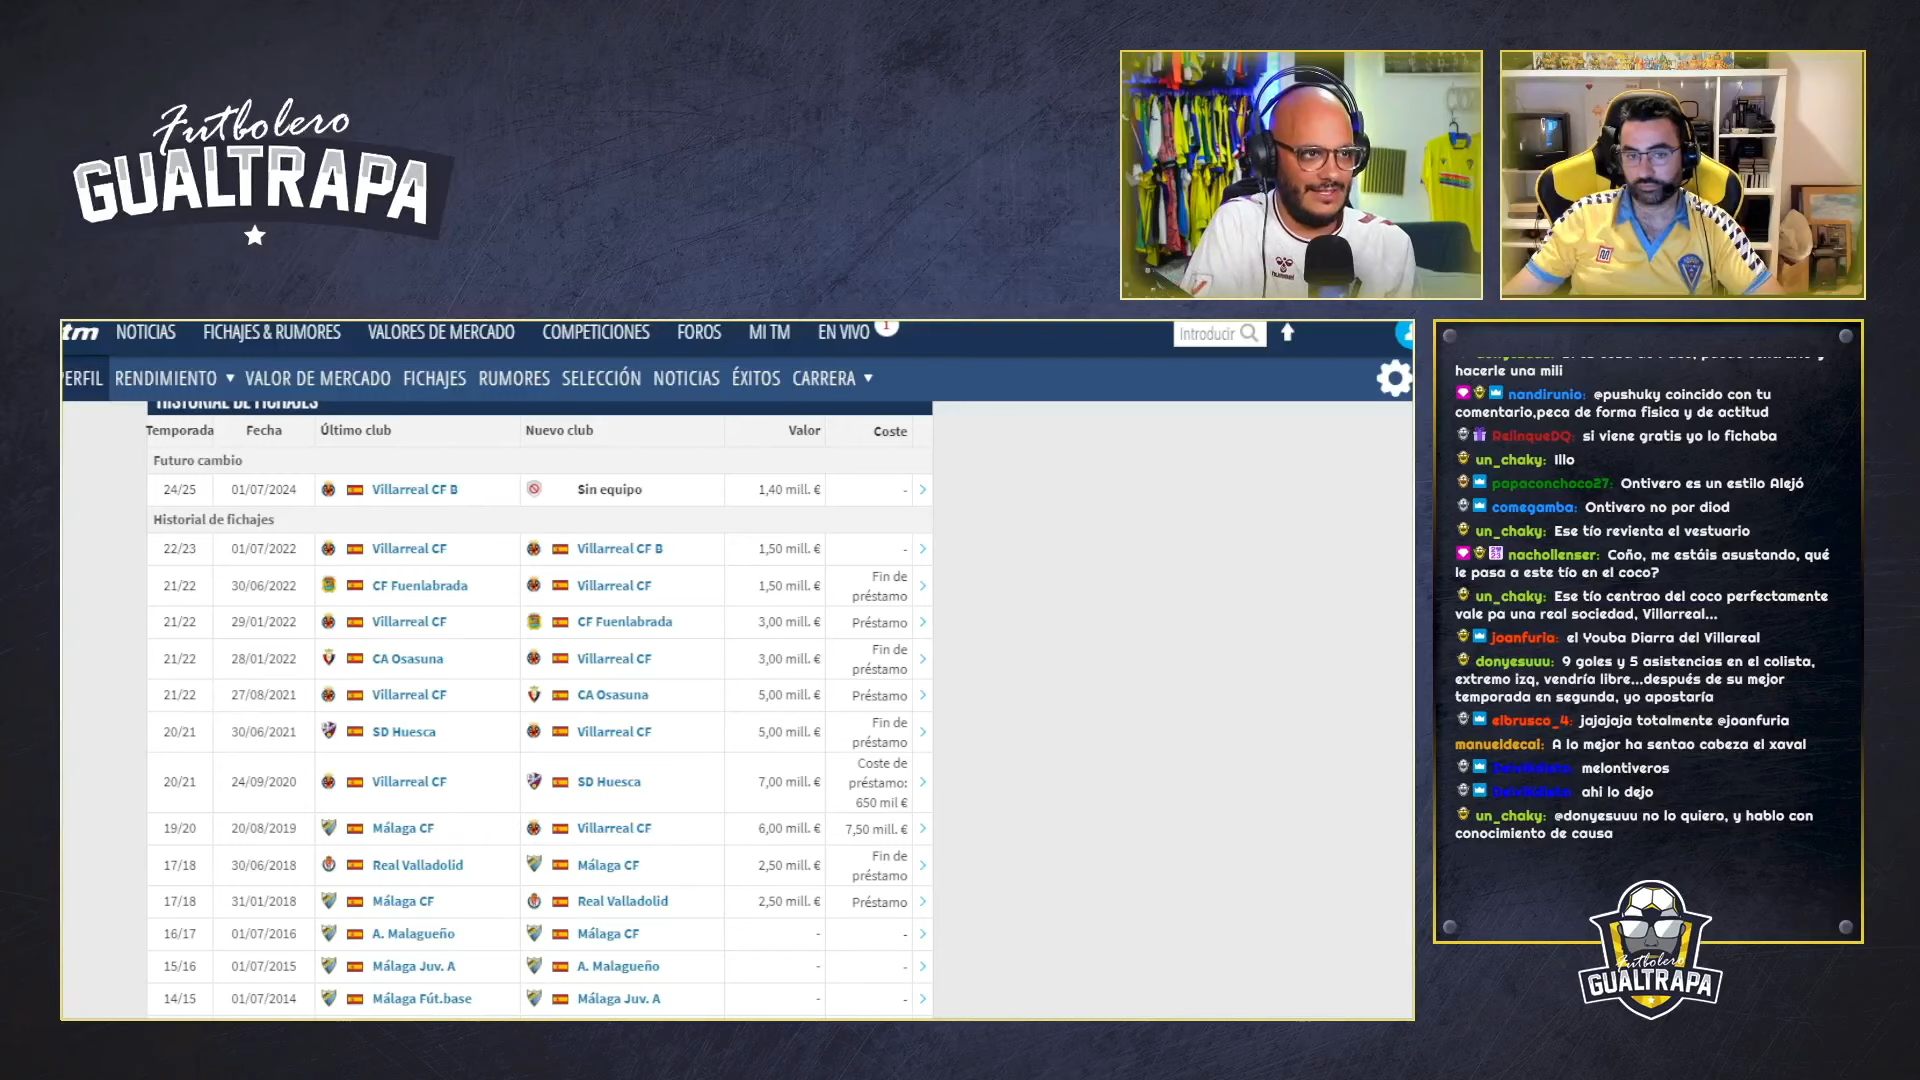 Futbolero
GUALTRAPA
tm NOTICIAS FICHAJES & RUMORES VALORES DE MERCADO COMPETICIONES FOROS MI TM EN VIVO 1 Introducir
ERFIL RENDIMIENTO VALOR DE MERCADO FICHAJES RUMORES SELECCIÓN NOTICIAS ÉXITOS CARRERA
HISTORIAL DE FICHAJES
Temporada Fecha Último club Nuevo club Valor Coste
Futuro cambio
24/25 01/07/2024 Villarreal CF B Sin equipo 1,40 mill. € -
Historial de fichajes
22/23 01/07/2022 Villarreal CF Villarreal CF B 1,50 mill. € -
21/22 30/06/2022 CF Fuenlabrada Villarreal CF 1,50 mill. € Fin de
préstamo
21/22 29/01/2022 Villarreal CF CF Fuenlabrada 3,00 mill. € Préstamo
21/22 28/01/2022 CA Osasuna Villarreal CF 3,00 mill. € Fin de
préstamo
21/22 27/08/2021 Villarreal CF CA Osasuna 5,00 mill. € Préstamo
20/21 30/06/2021 SD Huesca Villarreal CF 5,00 mill. € Fin de
préstamo
20/21 24/09/2020 Villarreal CF SD Huesca 7,00 mill. € Coste de
préstamo:
650 mil €
19/20 20/08/2019 Málaga CF Villarreal CF 6,00 mill. € 7,50 mill. €
17/18 30/06/2018 Real Valladolid Málaga CF 2,50 mill. € Fin de
préstamo
17/18 31/01/2018 Málaga CF Real Valladolid 2,50 mill. € Préstamo
16/17 01/07/2016 A. Malagueño Málaga CF - -
15/16 01/07/2015 Málaga Juv. A A. Malagueño - -
14/15 01/07/2014 Málaga Fút.base Málaga Juv. A - -
hummel
hacerle una mili
nandirunio: @pushuky coincido con tu
comentario,peca de forma fisica y de actitud
RelinqueDQ: si viene gratis yo lo fichaba
un_chaky: Illo
papaconchoco27: Ontivero es un estilo Alejó
comegamba: Ontivero no por diod
un_chaky: Ese tío revienta el vestuario
nachollenser: Coño, me estáis asustando, qué
le pasa a este tío en el coco?
un_chaky: Ese tío centrao del coco perfectamente
vale pa una real sociedad, Villarreal...
joanfuria: el Youba Diarra del Villareal
donyesuuu: 9 goles y 5 asistencias en el colista,
extremo izq, vendría libre...después de su mejor
temporada en segunda, yo apostaría
elbrusco_4: jajajaja totalmente @joanfuria
manueldecai: A lo mejor ha sentao cabeza el xaval
melontiveros
ahi lo dejo
un_chaky: @donyesuuu no lo quiero, y hablo con
conocimiento de causa
Futbolero
GUALTRAPA